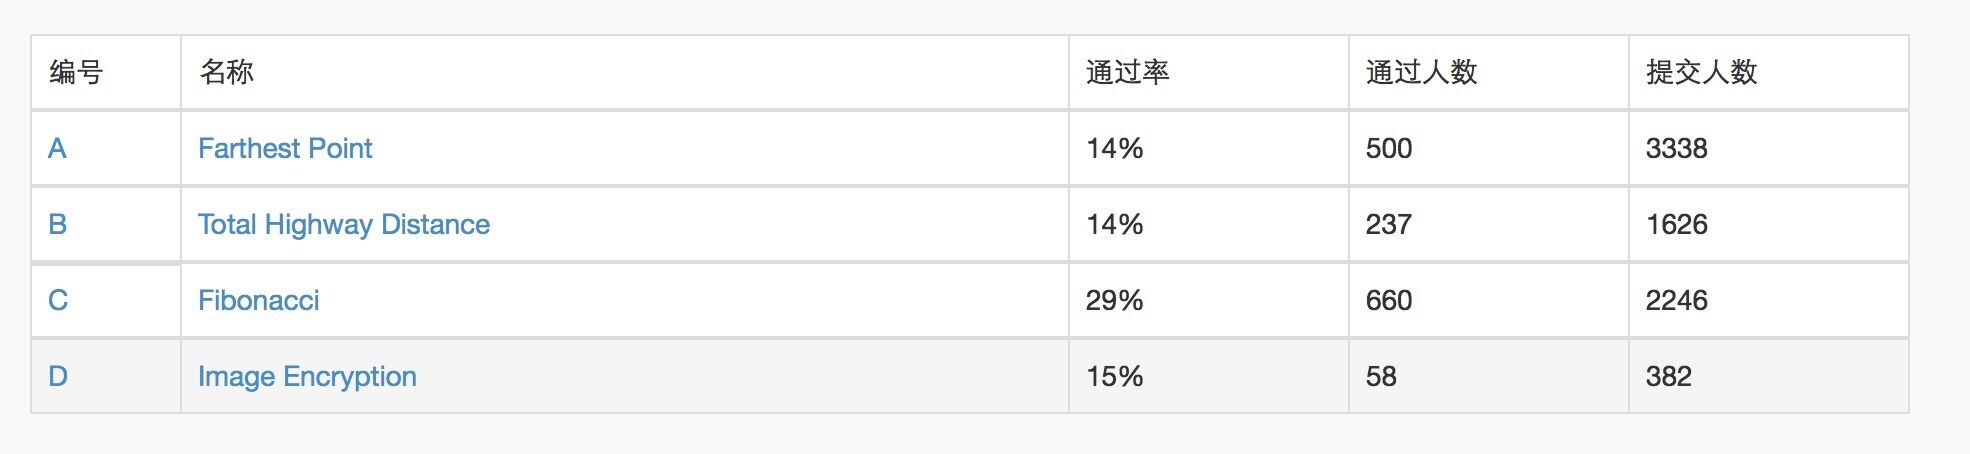 编号 名称 通过率 通过人数 提交人数
A Farthest Point 14% 500 3338
B Total Highway Distance 14% 237 1626
C Fibonacci 29% 660 2246
D Image Encryption 15% 58 382